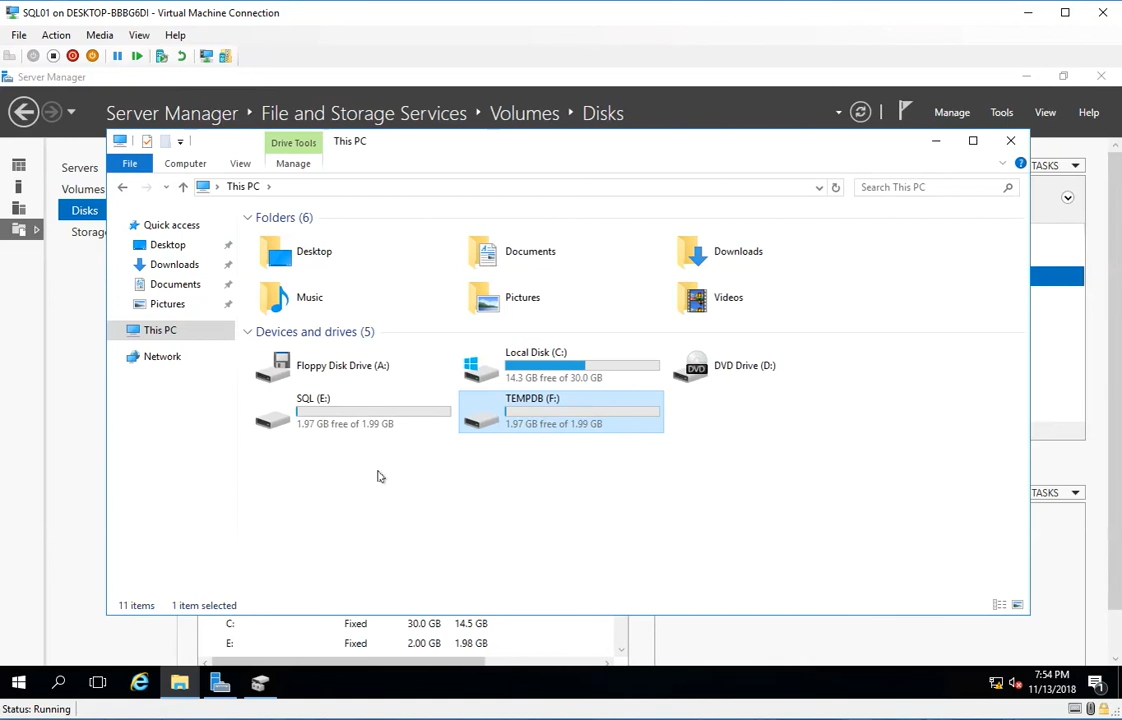 SQL01 on DESKTOP-BBBG6DI - Virtual Machine Connection
File Action Media View Help
Server Manager
Server Manager File and Storage Services Volumes Disks Manage Tools View Help
Drive Tools This PC
File Computer View Manage
This PC Search This PC
Servers
Volumes
Disks
Storage
TASKS
TASKS
Quick access
Desktop
Downloads
Documents
Pictures
This PC
Network
Folders (6)
Desktop Documents Downloads
Music Pictures Videos
Devices and drives (5)
Floppy Disk Drive (A:)
Local Disk (C:)
14.3 GB free of 30.0 GB
DVD
DVD Drive (D:)
SQL (E:)
1.97 GB free of 1.99 GB
TEMPDB (F:)
1.97 GB free of 1.99 GB
11 items 1 item selected
C: Fixed 30.0 GB 14.5 GB
E: Fixed 2.00 GB 1.98 GB
7:54 PM
11/13/2018
1
Status: Running